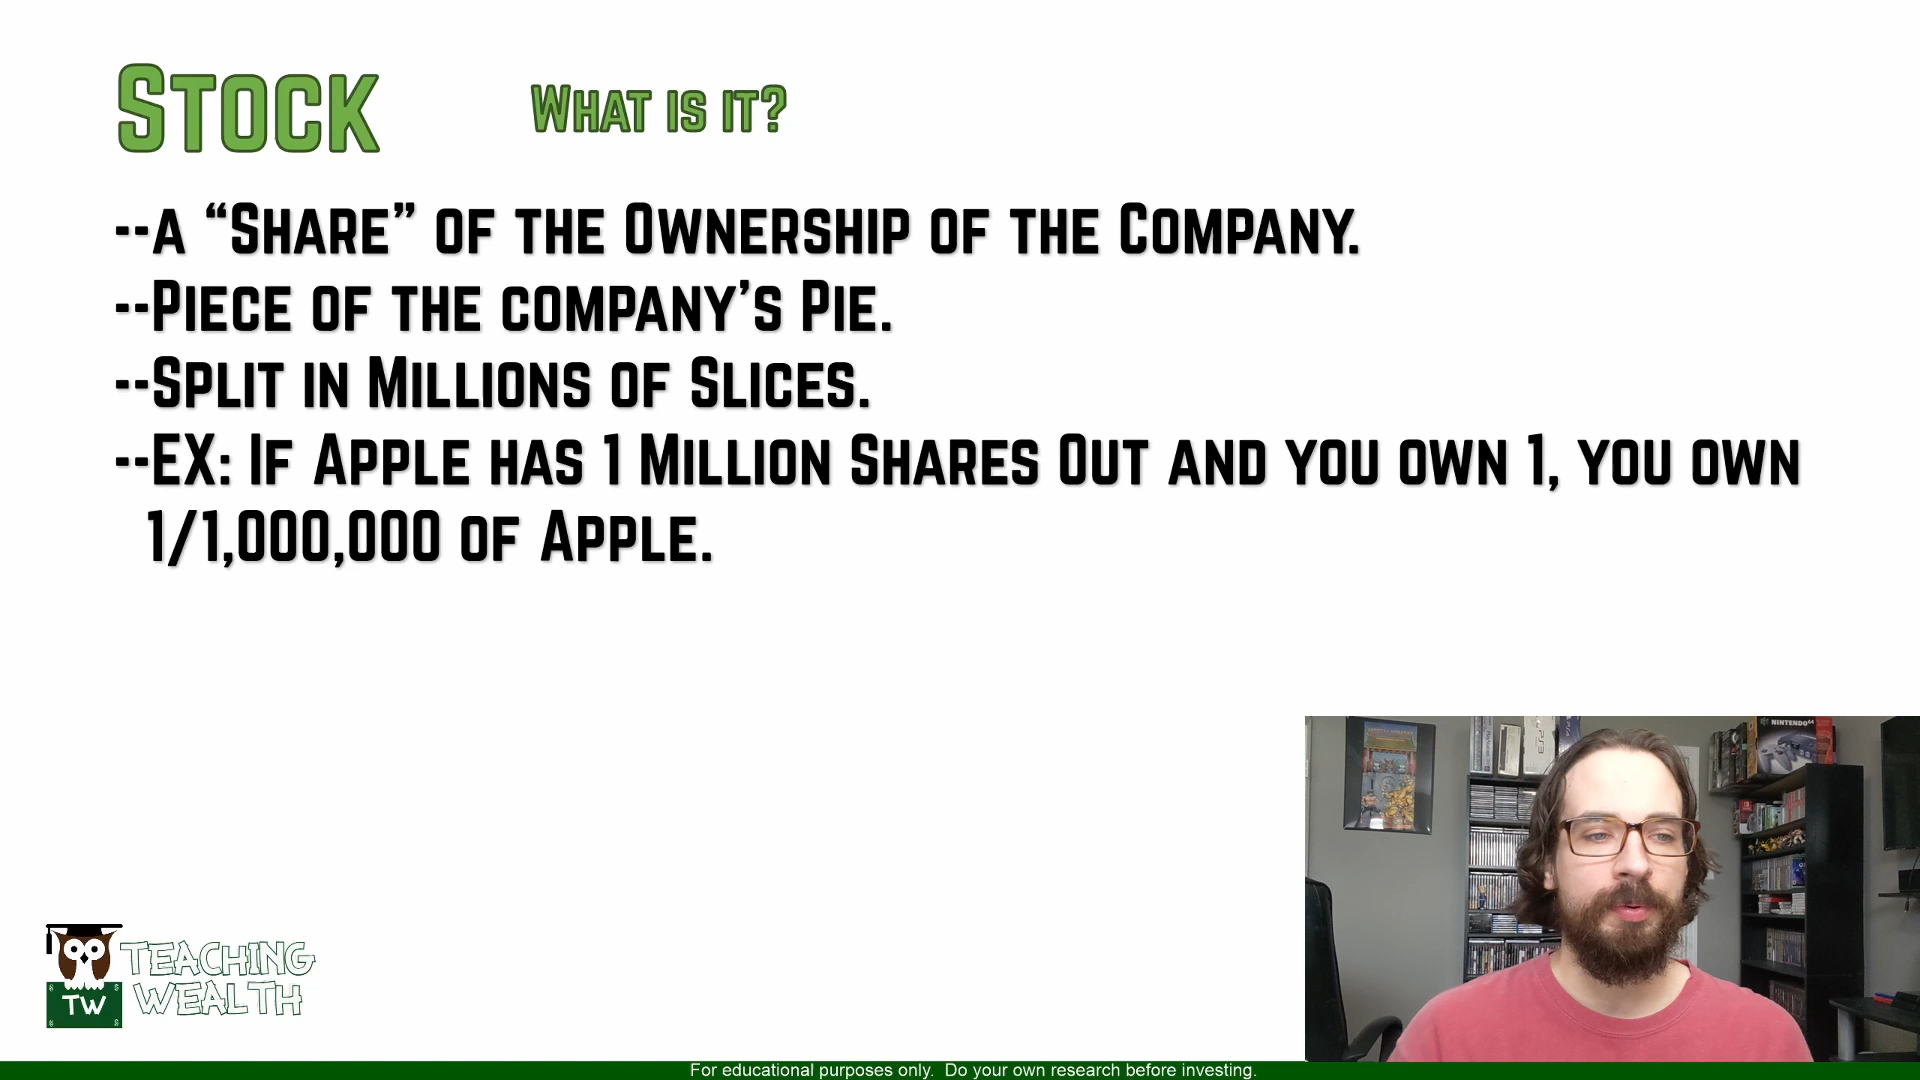 Stock
What is it?
--a “Share” of the Ownership of the Company.
--Piece of the company’s Pie.
--Split in Millions of Slices.
--EX: If Apple has 1 Million Shares Out and you own 1, you own
1/1,000,000 of Apple.
NINTENDO64
PS3
TEACHING
WEALTH
TW
For educational purposes only.  Do your own research before investing.